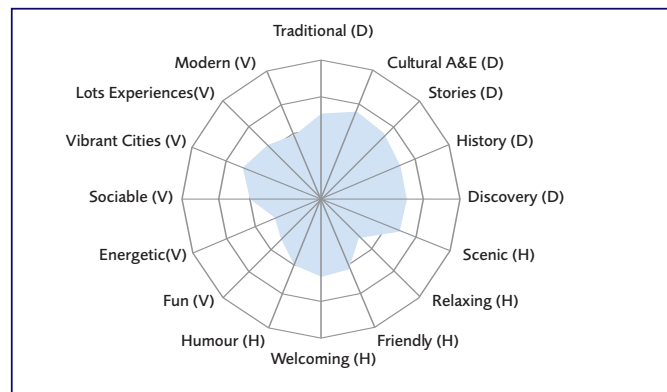 Traditional (D)
Cultural A&E (D)
Stories (D)
History (D)
Discovery (D)
Scenic (H)
Relaxing (H)
Friendly (H)
Welcoming (H)
Humour (H)
Fun (V)
Energetic(V)
Sociable (V)
Vibrant Cities (V)
Lots Experiences(V)
Modern (V)